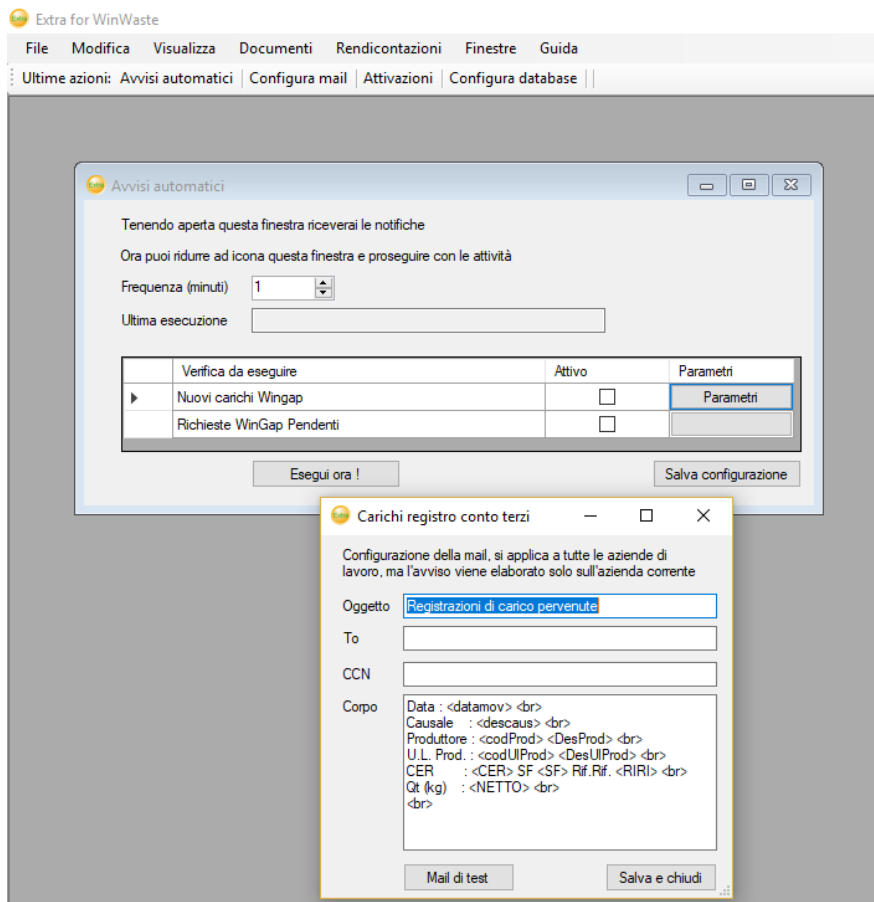 Extra for WinWaste
File Modifica Visualizza Documenti Rendicontazioni Finestre Guida
Ultime azioni: Avvisi automatici Configura mail Attivazioni Configura database
Avvisi automatici
Tenendo aperta questa finestra riceverai le notifiche
Ora puoi ridurre ad icona questa finestra e proseguire con le attività
Frequenza (minuti) 1
Ultima esecuzione
Verifica da eseguire Attivo Parametri
Nuovi carichi Wingap Parametri
Richieste WinGap Pendenti
Esegui ora ! Salva configurazione
Carichi registro conto terzi
Configurazione della mail, si applica a tutte le aziende di
lavoro, ma l'avviso viene elaborato solo sull'azienda corrente
Oggetto Registrazioni di carico pervenute
To
CCN
Corpo Data : <datamov> <br>
Causale : <descaus> <br>
Produttore : <codProd> <DesProd> <br>
U.L. Prod. : <codUlProd> <DesUlProd> <br>
CER : <CER> SF <SF> Rif.Rif. <RIRI> <br>
Qt (kg) : <NETTO> <br>
<br>
Mail di test Salva e chiudi